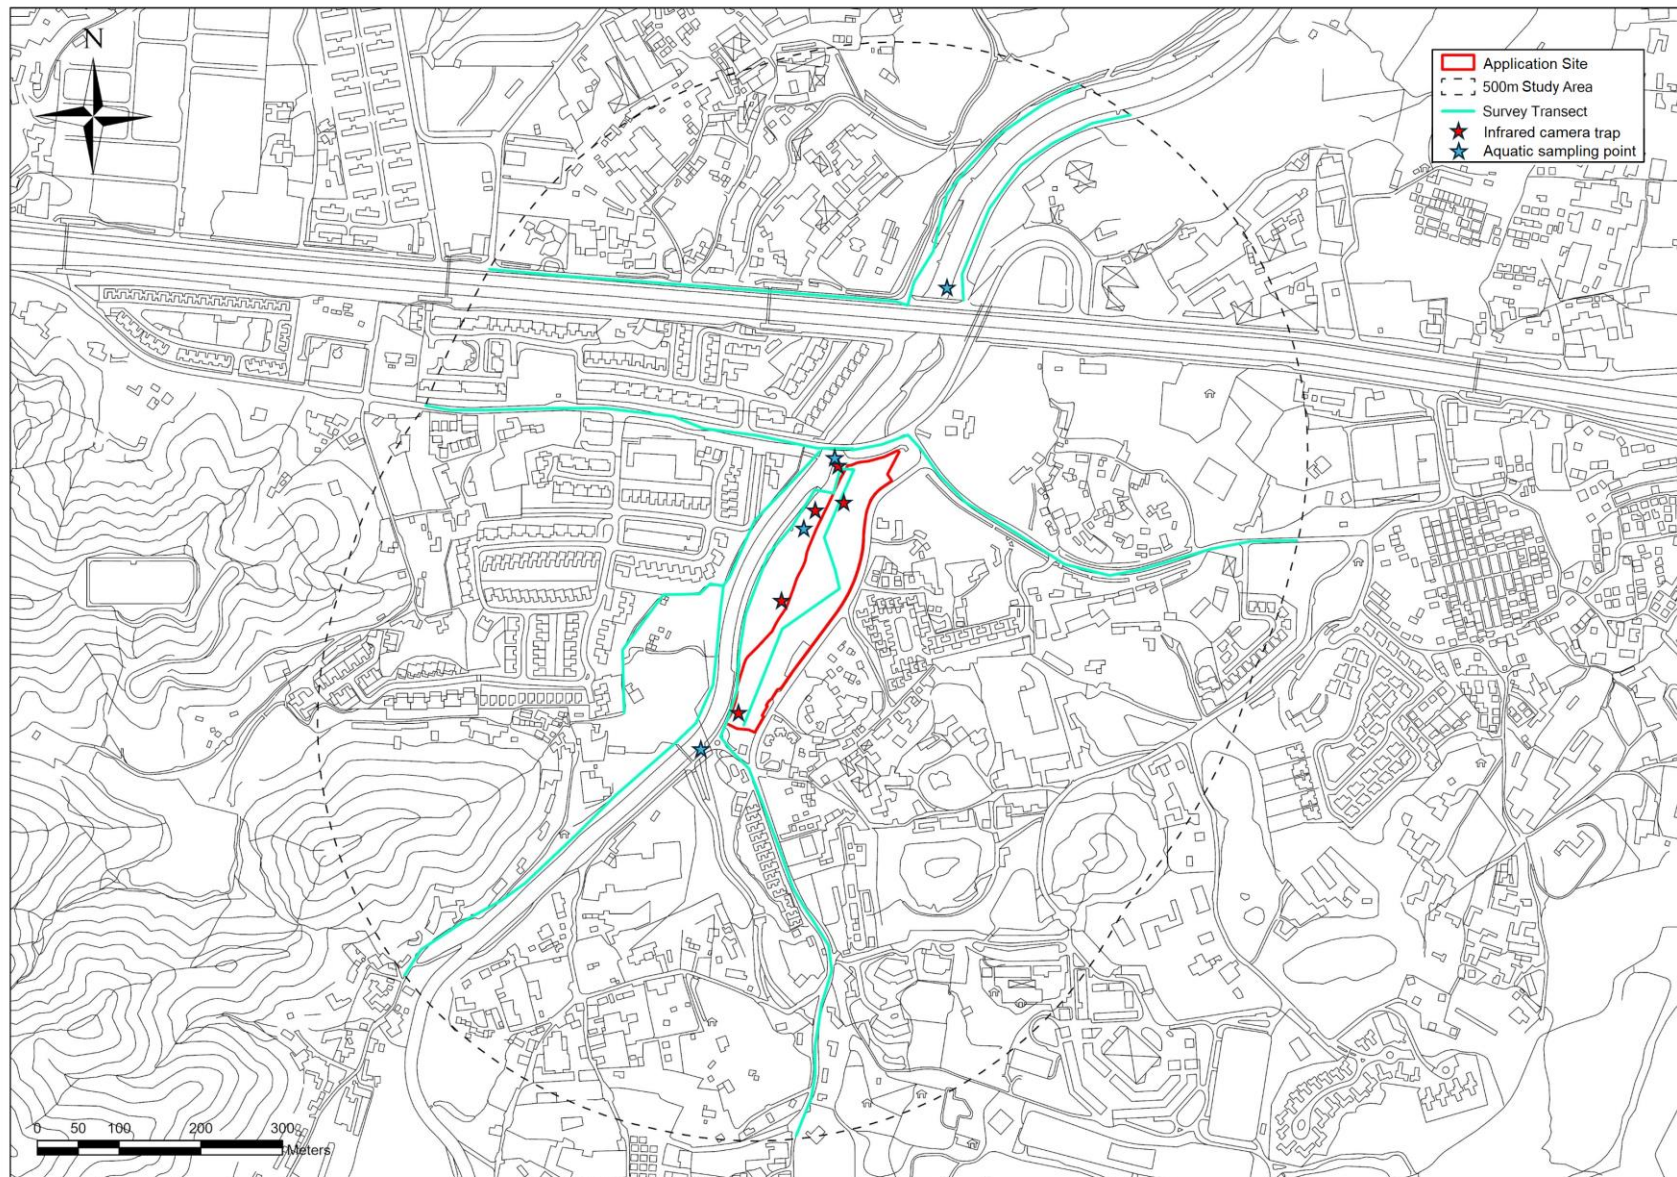 N
Application Site
500m Study Area
Survey Transect
Infrared camera trap
Aquatic sampling point
0 50 100 200 300
Meters